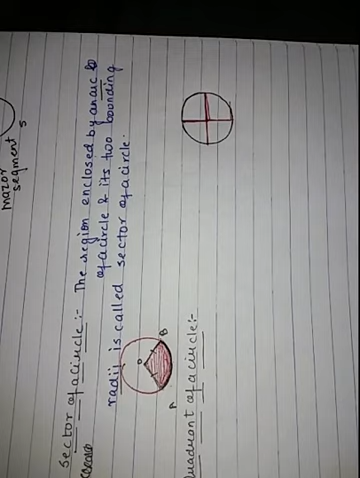 major
segment S
Sector of a circle :- The region enclosed by an arc
of a circle & its two bounding
radii is called sector of a circle.
O
A
B
Quadrant of a circle:-